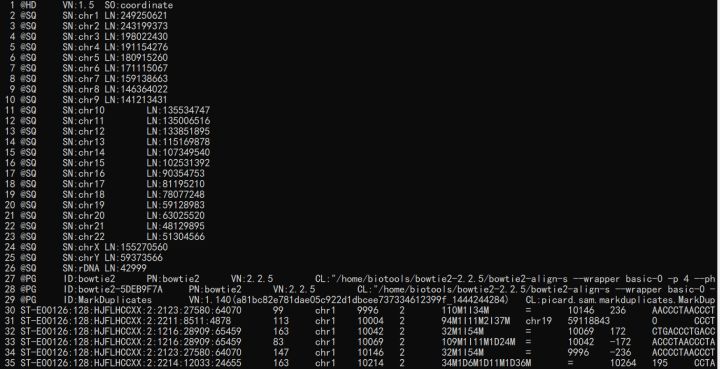 1 @HD VN:1.5 SO:coordinate
2 @SQ SN:chr1 LN:249250621
3 @SQ SN:chr2 LN:243199373
4 @SQ SN:chr3 LN:198022430
5 @SQ SN:chr4 LN:191154276
6 @SQ SN:chr5 LN:180915260
7 @SQ SN:chr6 LN:171115067
8 @SQ SN:chr7 LN:159138663
9 @SQ SN:chr8 LN:146364022
10 @SQ SN:chr9 LN:141213431
11 @SQ SN:chr10 LN:135534747
12 @SQ SN:chr11 LN:135006516
13 @SQ SN:chr12 LN:133851895
14 @SQ SN:chr13 LN:115169878
15 @SQ SN:chr14 LN:107349540
16 @SQ SN:chr15 LN:102531392
17 @SQ SN:chr16 LN:90354753
18 @SQ SN:chr17 LN:81195210
19 @SQ SN:chr18 LN:78077248
20 @SQ SN:chr19 LN:59128983
21 @SQ SN:chr20 LN:63025520
22 @SQ SN:chr21 LN:48129895
23 @SQ SN:chr22 LN:51304566
24 @SQ SN:chrX LN:155270560
25 @SQ SN:chrY LN:59373566
26 @SQ SN:rDNA LN:42999
27 @PG ID:bowtie2 PN:bowtie2 VN:2.2.5 CL:"/home/biotools/bowtie2-2.2.5/bowtie2-align-s --wrapper basic-0 -p 4 --ph
28 @PG ID:bowtie2-5DEB9F7A PN:bowtie2 VN:2.2.5 CL:"/home/biotools/bowtie2-2.2.5/bowtie2-align-s --wrapper basic-0 -
29 @PG ID:MarkDuplicates VN:1.140(a81bc82e781dae05c922d1dbcee737334612399f_1444244284) CL:picard.sam.markduplicates.MarkDup
30 ST-E00126:128:HJFLHCCXX:2:2123:27580:64070 99 chr1 9996 2 110M1I34M = 10146 236 AACCCTAACCCT
31 ST-E00126:128:HJFLHCCXX:2:2211:8511:4878 113 chr1 10004 2 94M1I11M2I37M chr19 59118843 0 CCCT
32 ST-E00126:128:HJFLHCCXX:2:1216:28909:65459 163 chr1 10042 2 32M1I54M = 10069 172 CTGACCCTGACC
33 ST-E00126:128:HJFLHCCXX:2:1216:28909:65459 83 chr1 10069 2 109M1I11M1D24M = 10042 -172 ACCCTAACCCTA
34 ST-E00126:128:HJFLHCCXX:2:2123:27580:64070 147 chr1 10146 2 32M1I54M = 9996 -236 ACCCCTAACCCT
35 ST-E00126:128:HJFLHCCXX:2:2214:12033:24655 163 chr1 10214 2 34M1D6M1D11M1D36M = 10264 195 CCTA